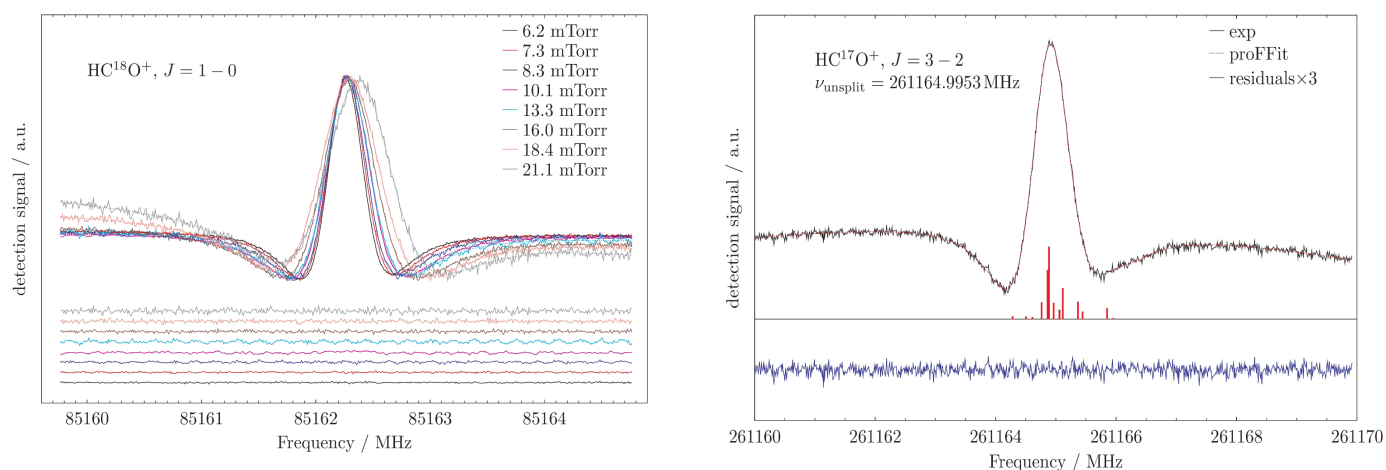 HC¹⁸O⁺, J = 1 – 0
6.2 mTorr
7.3 mTorr
8.3 mTorr
10.1 mTorr
13.3 mTorr
16.0 mTorr
18.4 mTorr
21.1 mTorr
detection signal / a.u.
85160 85161 85162 85163 85164
Frequency / MHz
HC¹⁷O⁺, J = 3 – 2
ν_unsplit = 261164.9953 MHz
exp
proFFit
residuals×3
detection signal / a.u.
261160 261162 261164 261166 261168 261170
Frequency / MHz